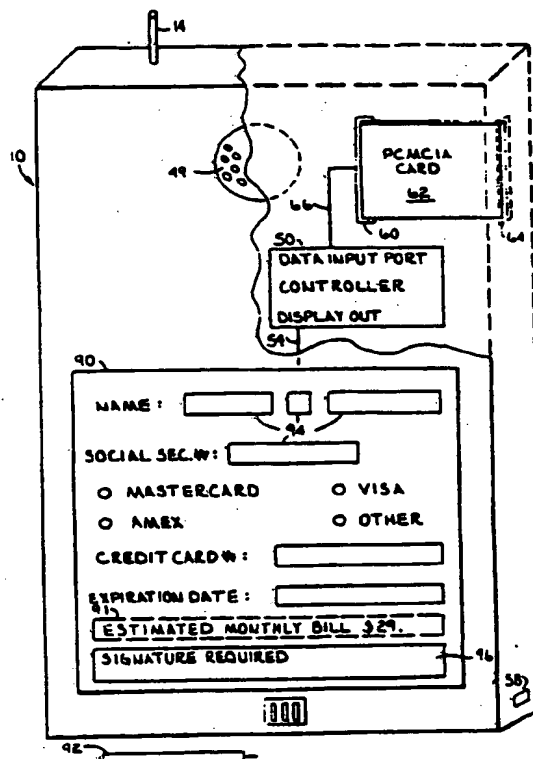 14
10
49
PCMCIA
CARD
62
66
60
64
50
DATA INPUT PORT
CONTROLLER
DISPLAY OUT
54
90
NAME:
94
SOCIAL SEC.#:
MASTERCARD
VISA
AMEX
OTHER
CREDIT CARD#:
EXPIRATION DATE:
91
ESTIMATED MONTHLY BILL $29.
SIGNATURE REQUIRED
96
58
92